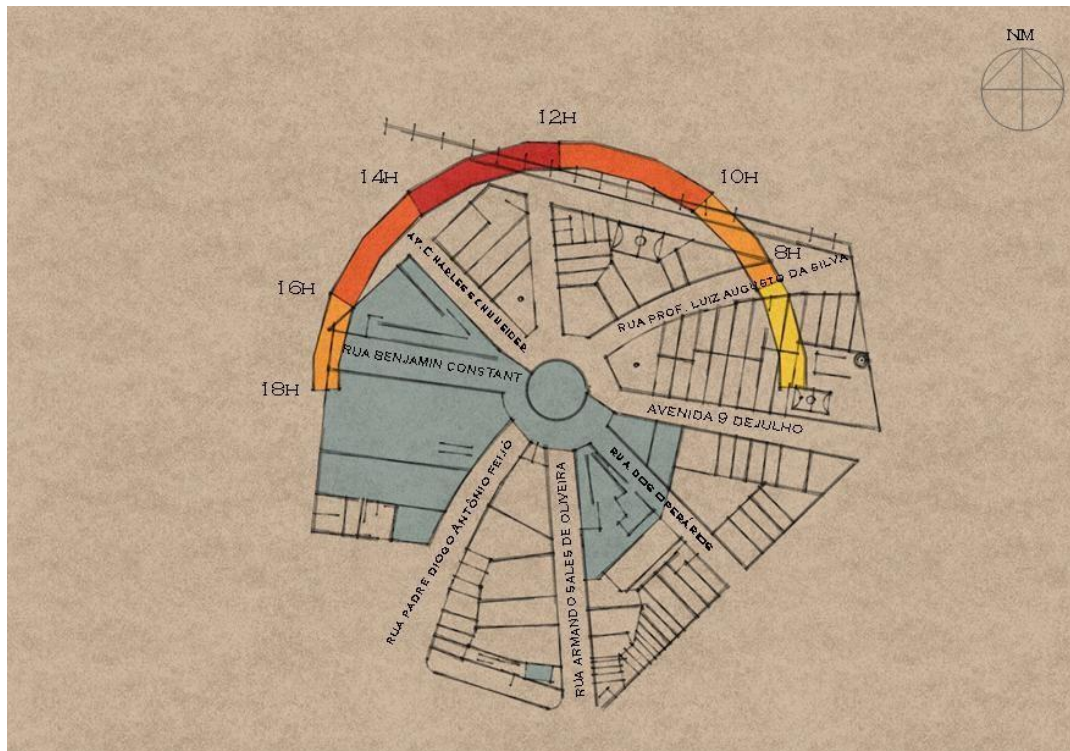 NM
12H
14H
10H
8H
16H
18H
AV. CHARLES SCHNEIDER
RUA PROF. LUIZ AUGUSTO DA SILVA
RUA BENJAMIN CONSTANT
AVENIDA 9 DE JULHO
RUA DOS OPERÁROS
RUA PADRE DIOGO ANTÔNIO FEIJÓ
RUA ARMANDO SALES DE OLIVEIRA